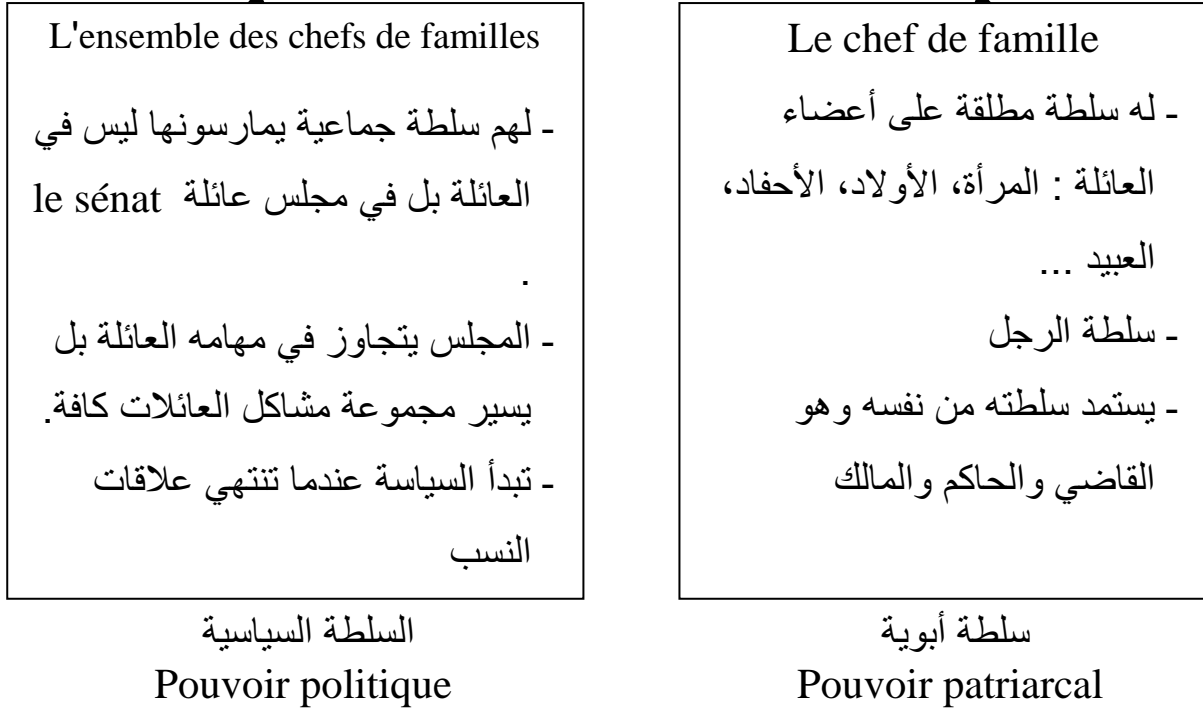 Le chef de famille
- له سلطة مطلقة على أعضاء
العائلة : المرأة، الأولاد، الأحفاد،
العبيد ...
- سلطة الرجل
- يستمد سلطته من نفسه وهو
القاضي والحاكم والمالك
سلطة أبوية
Pouvoir patriarcal
L'ensemble des chefs de familles
- لهم سلطة جماعية يمارسونها ليس في
العائلة بل في مجلس عائلة le sénat
.
- المجلس يتجاوز في مهامه العائلة بل
يسير مجموعة مشاكل العائلات كافة.
- تبدأ السياسة عندما تنتهي علاقات
النسب
السلطة السياسية
Pouvoir politique